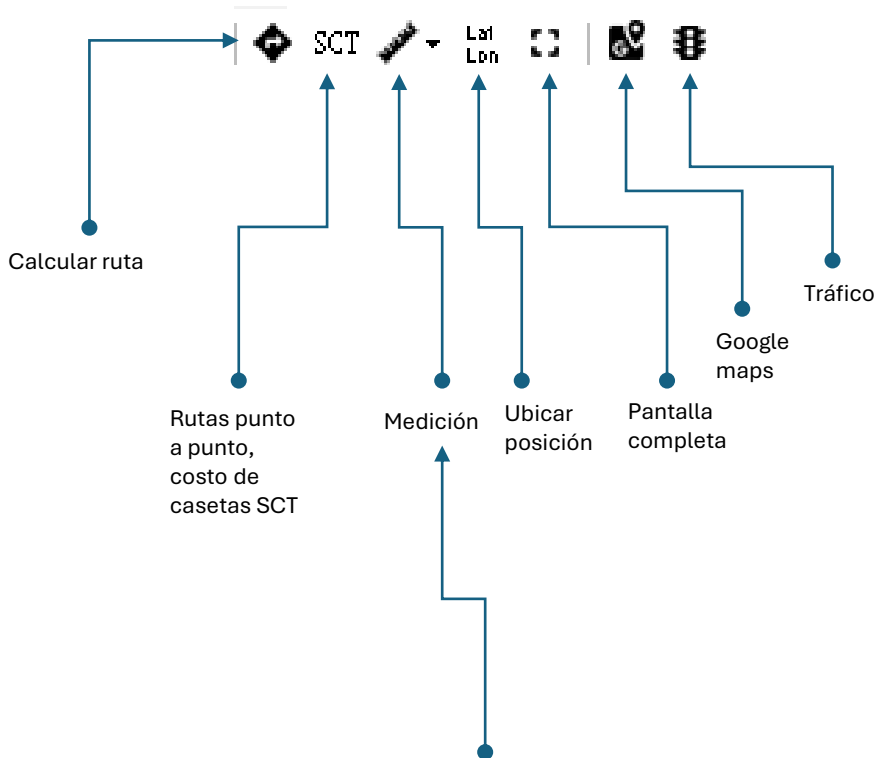 SCT
Lat
Lon
Calcular ruta
Tráfico
Google
maps
Rutas punto
a punto,
costo de
casetas SCT
Medición
Ubicar
posición
Pantalla
completa